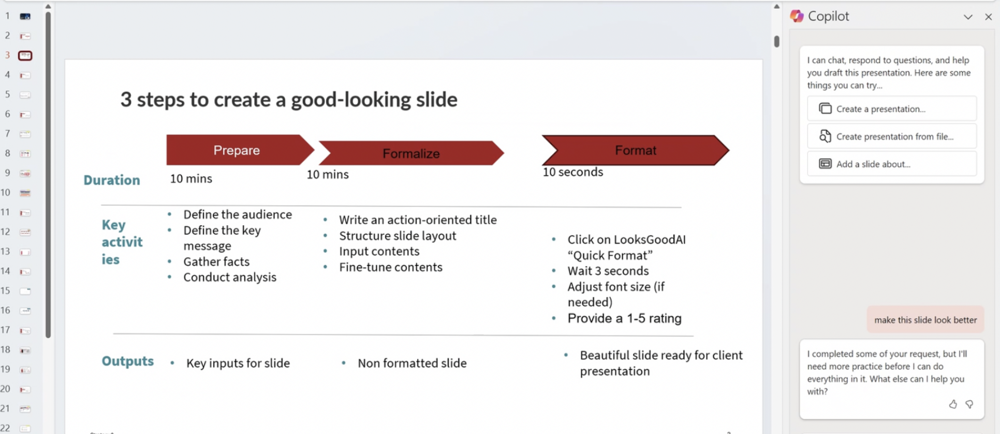 1
2
3
4
5
6
7
8
9
10
11
12
13
14
15
16
17
18
19
20
21
22
3 steps to create a good-looking slide
Prepare
Formalize
Format
Duration
10 mins
10 mins
10 seconds
Key
activit
ies
• Define the audience
• Define the key
message
• Gather facts
• Conduct analysis
• Write an action-oriented title
• Structure slide layout
• Input contents
• Fine-tune contents
• Click on LooksGoodAI
“Quick Format”
• Wait 3 seconds
• Adjust font size (if
needed)
• Provide a 1-5 rating
Outputs
• Key inputs for slide
• Non formatted slide
• Beautiful slide ready for client
presentation
Copilot
I can chat, respond to questions, and help
you draft this presentation. Here are some
things you can try...
Create a presentation...
Create presentation from file...
Add a slide about...
make this slide look better
I completed some of your request, but I'll
need more practice before I can do
everything in it. What else can I help you
with?